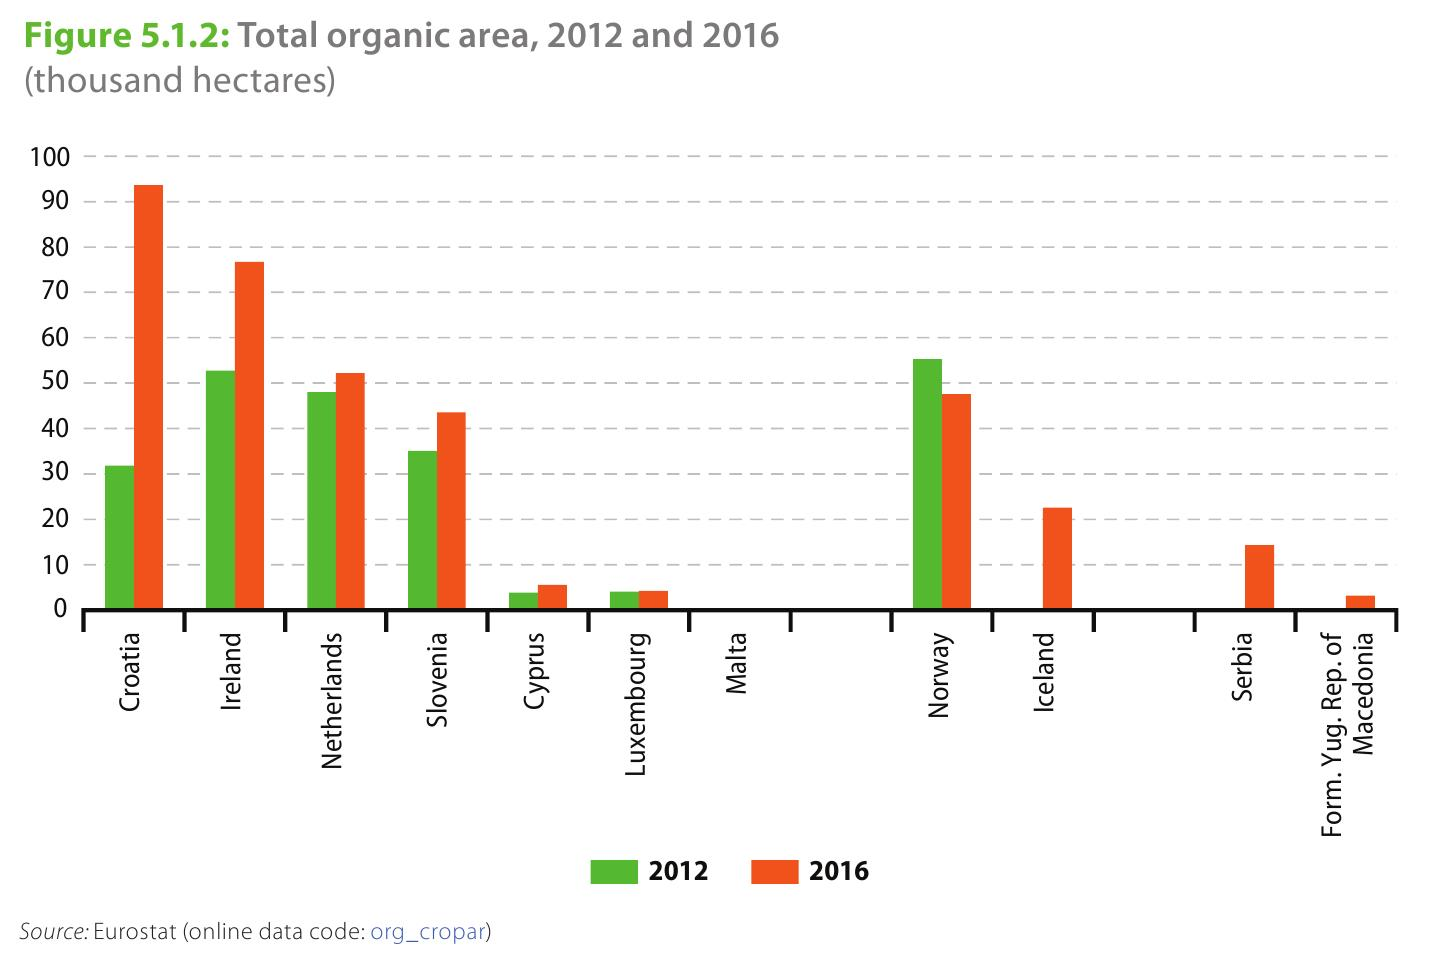 Figure 5.1.2: Total organic area, 2012 and 2016
(thousand hectares)
100
90
80
70
60
50
40
30
20
10
0
Croatia
Ireland
Netherlands
Slovenia
Cyprus
Luxembourg
Malta
Norway
Iceland
Serbia
Form. Yug. Rep. of
Macedonia
2012
2016
Source: Eurostat (online data code: org_cropar)